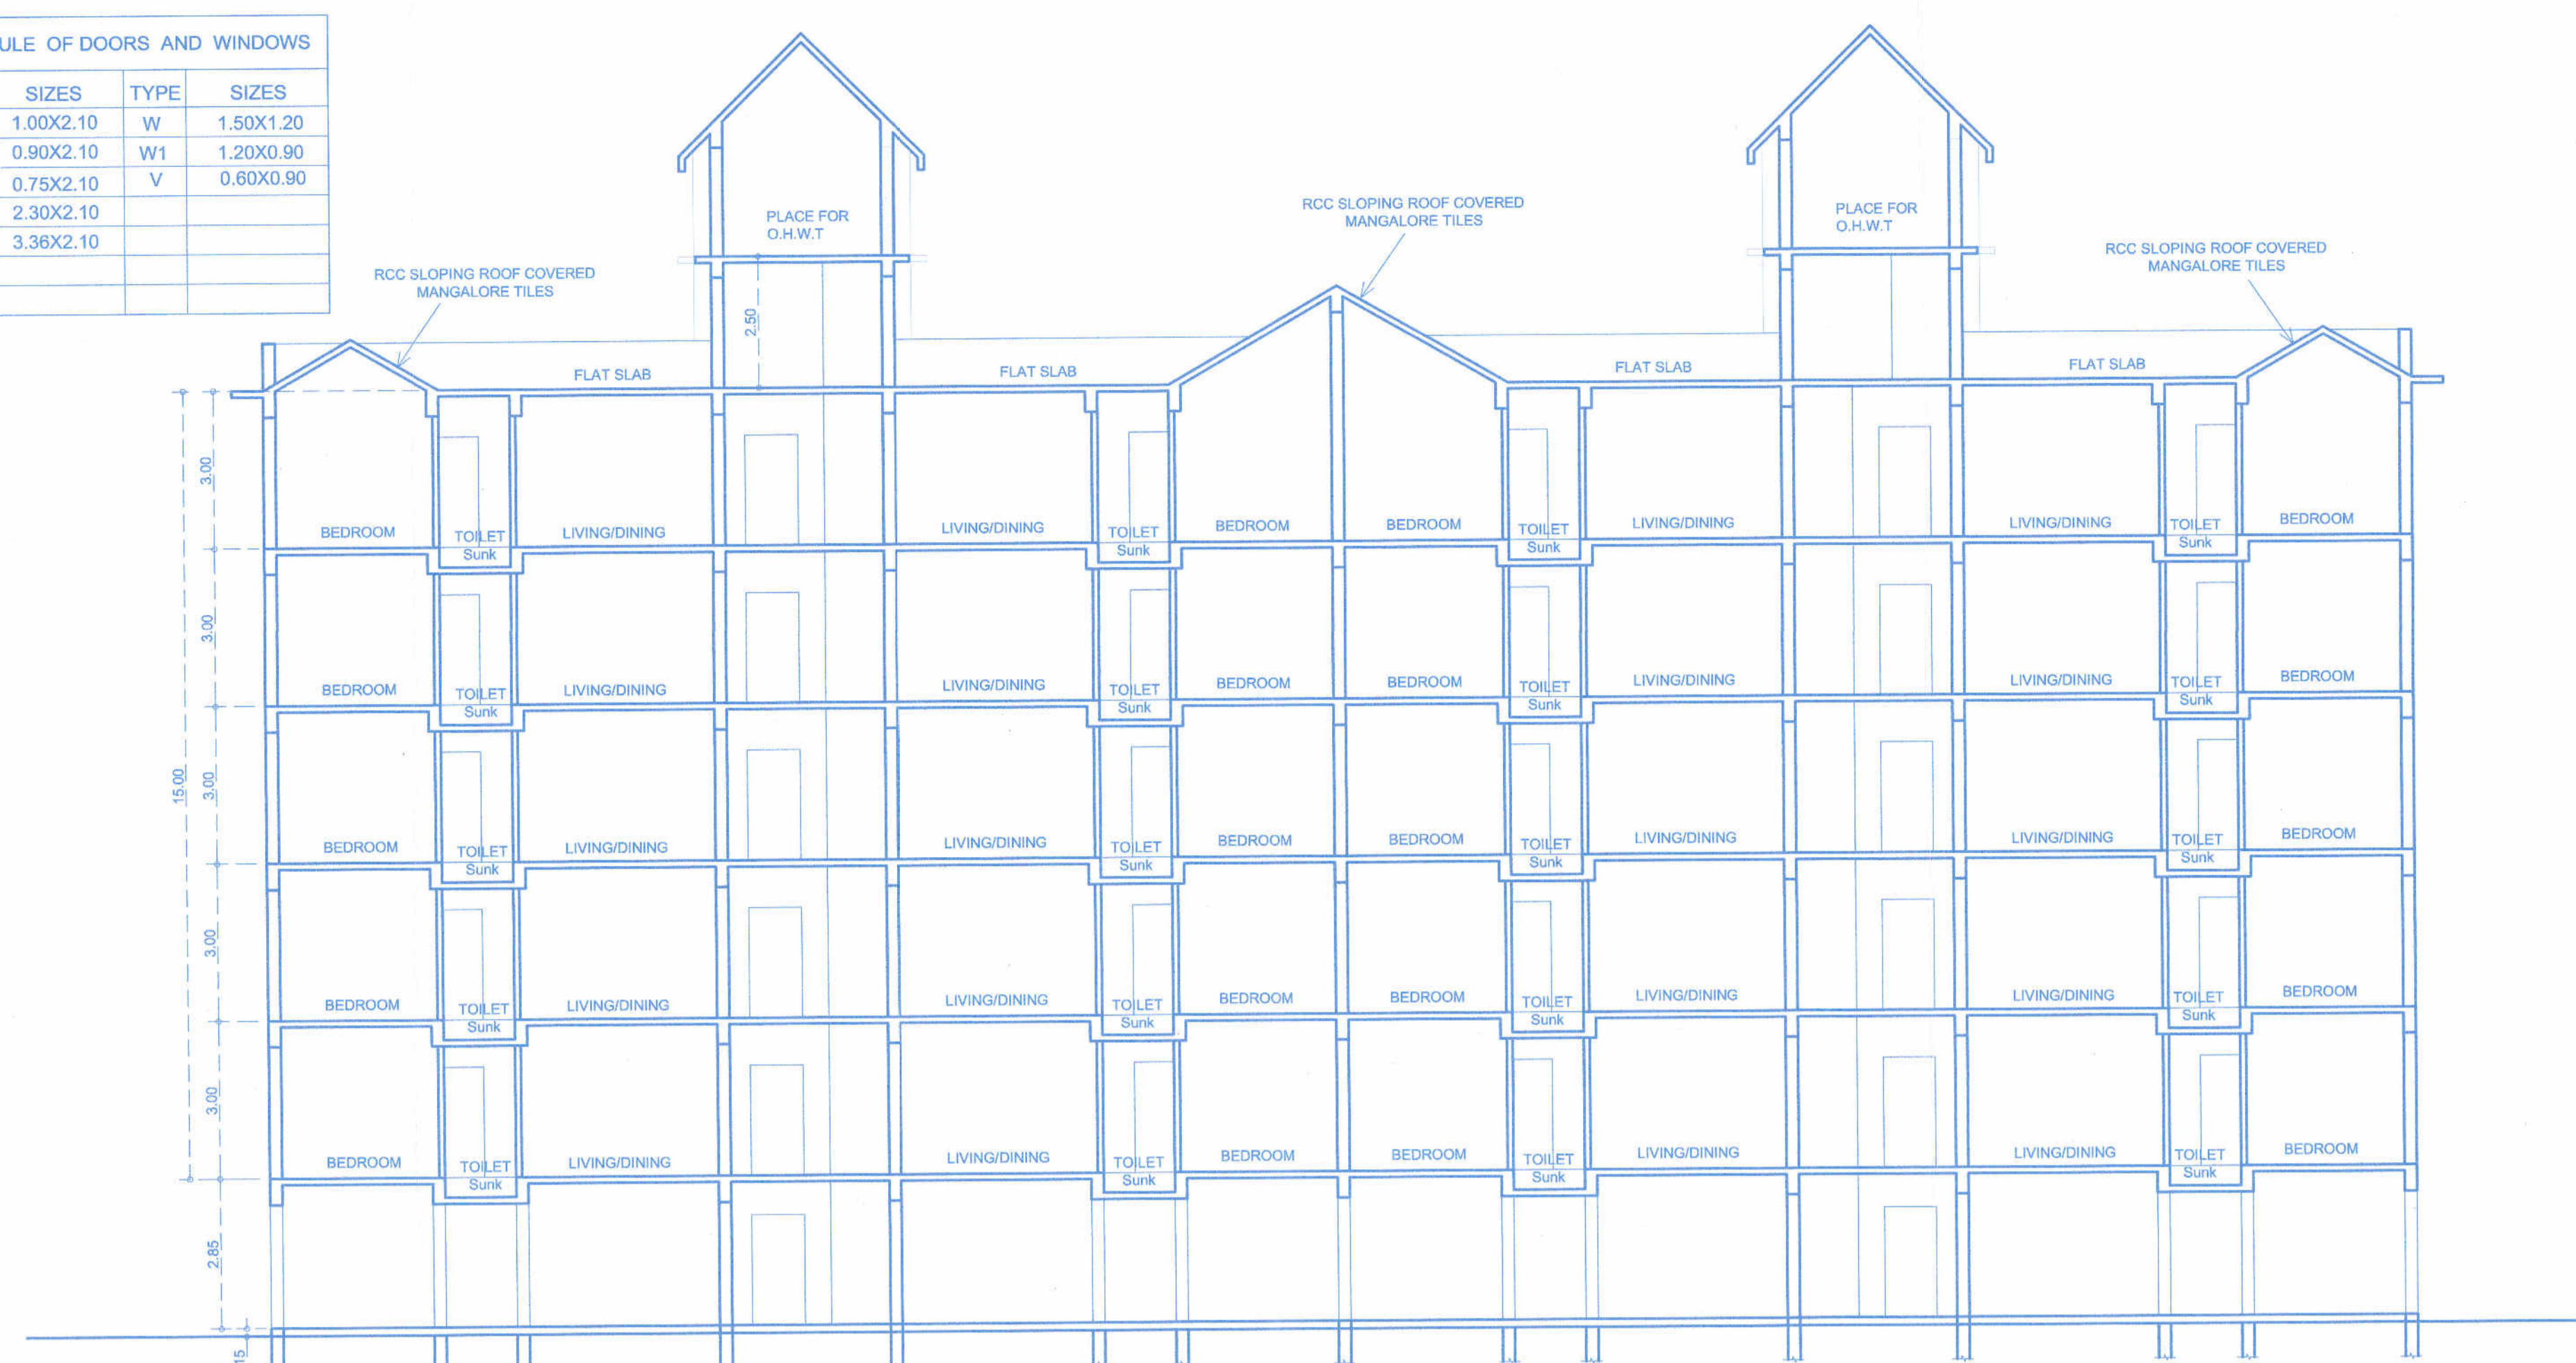 ULE OF DOORS AND WINDOWS
SIZES TYPE SIZES
1.00X2.10 W 1.50X1.20
0.90X2.10 W1 1.20X0.90
0.75X2.10 V 0.60X0.90
2.30X2.10
3.36X2.10
PLACE FOR
O.H.W.T
PLACE FOR
O.H.W.T
RCC SLOPING ROOF COVERED
MANGALORE TILES
RCC SLOPING ROOF COVERED
MANGALORE TILES
RCC SLOPING ROOF COVERED
MANGALORE TILES
2.50
FLAT SLAB FLAT SLAB FLAT SLAB FLAT SLAB
3.00
BEDROOM TOILET LIVING/DINING LIVING/DINING TOILET BEDROOM BEDROOM TOILET LIVING/DINING LIVING/DINING TOILET BEDROOM
Sunk Sunk Sunk Sunk
3.00
BEDROOM TOILET LIVING/DINING LIVING/DINING TOILET BEDROOM BEDROOM TOILET LIVING/DINING LIVING/DINING TOILET BEDROOM
Sunk Sunk Sunk Sunk
15.00
3.00
BEDROOM TOILET LIVING/DINING LIVING/DINING TOILET BEDROOM BEDROOM TOILET LIVING/DINING LIVING/DINING TOILET BEDROOM
Sunk Sunk Sunk Sunk
3.00
BEDROOM TOILET LIVING/DINING LIVING/DINING TOILET BEDROOM BEDROOM TOILET LIVING/DINING LIVING/DINING TOILET BEDROOM
Sunk Sunk Sunk Sunk
3.00
BEDROOM TOILET LIVING/DINING LIVING/DINING TOILET BEDROOM BEDROOM TOILET LIVING/DINING LIVING/DINING TOILET BEDROOM
Sunk Sunk Sunk Sunk
2.85
15